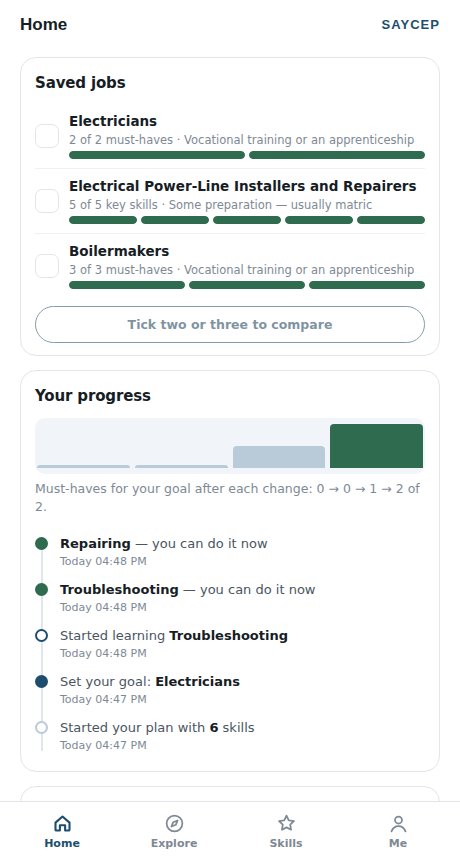 Home
SAYCEP
Saved jobs
Electricians
2 of 2 must-haves · Vocational training or an apprenticeship
Electrical Power-Line Installers and Repairers
5 of 5 key skills · Some preparation — usually matric
Boilermakers
3 of 3 must-haves · Vocational training or an apprenticeship
Tick two or three to compare
Your progress
Must-haves for your goal after each change: 0 → 0 → 1 → 2 of
2.
Repairing — you can do it now
Today 04:48 PM
Troubleshooting — you can do it now
Today 04:48 PM
Started learning Troubleshooting
Today 04:48 PM
Set your goal: Electricians
Today 04:47 PM
Started your plan with 6 skills
Today 04:47 PM
Home
Explore
Skills
Me